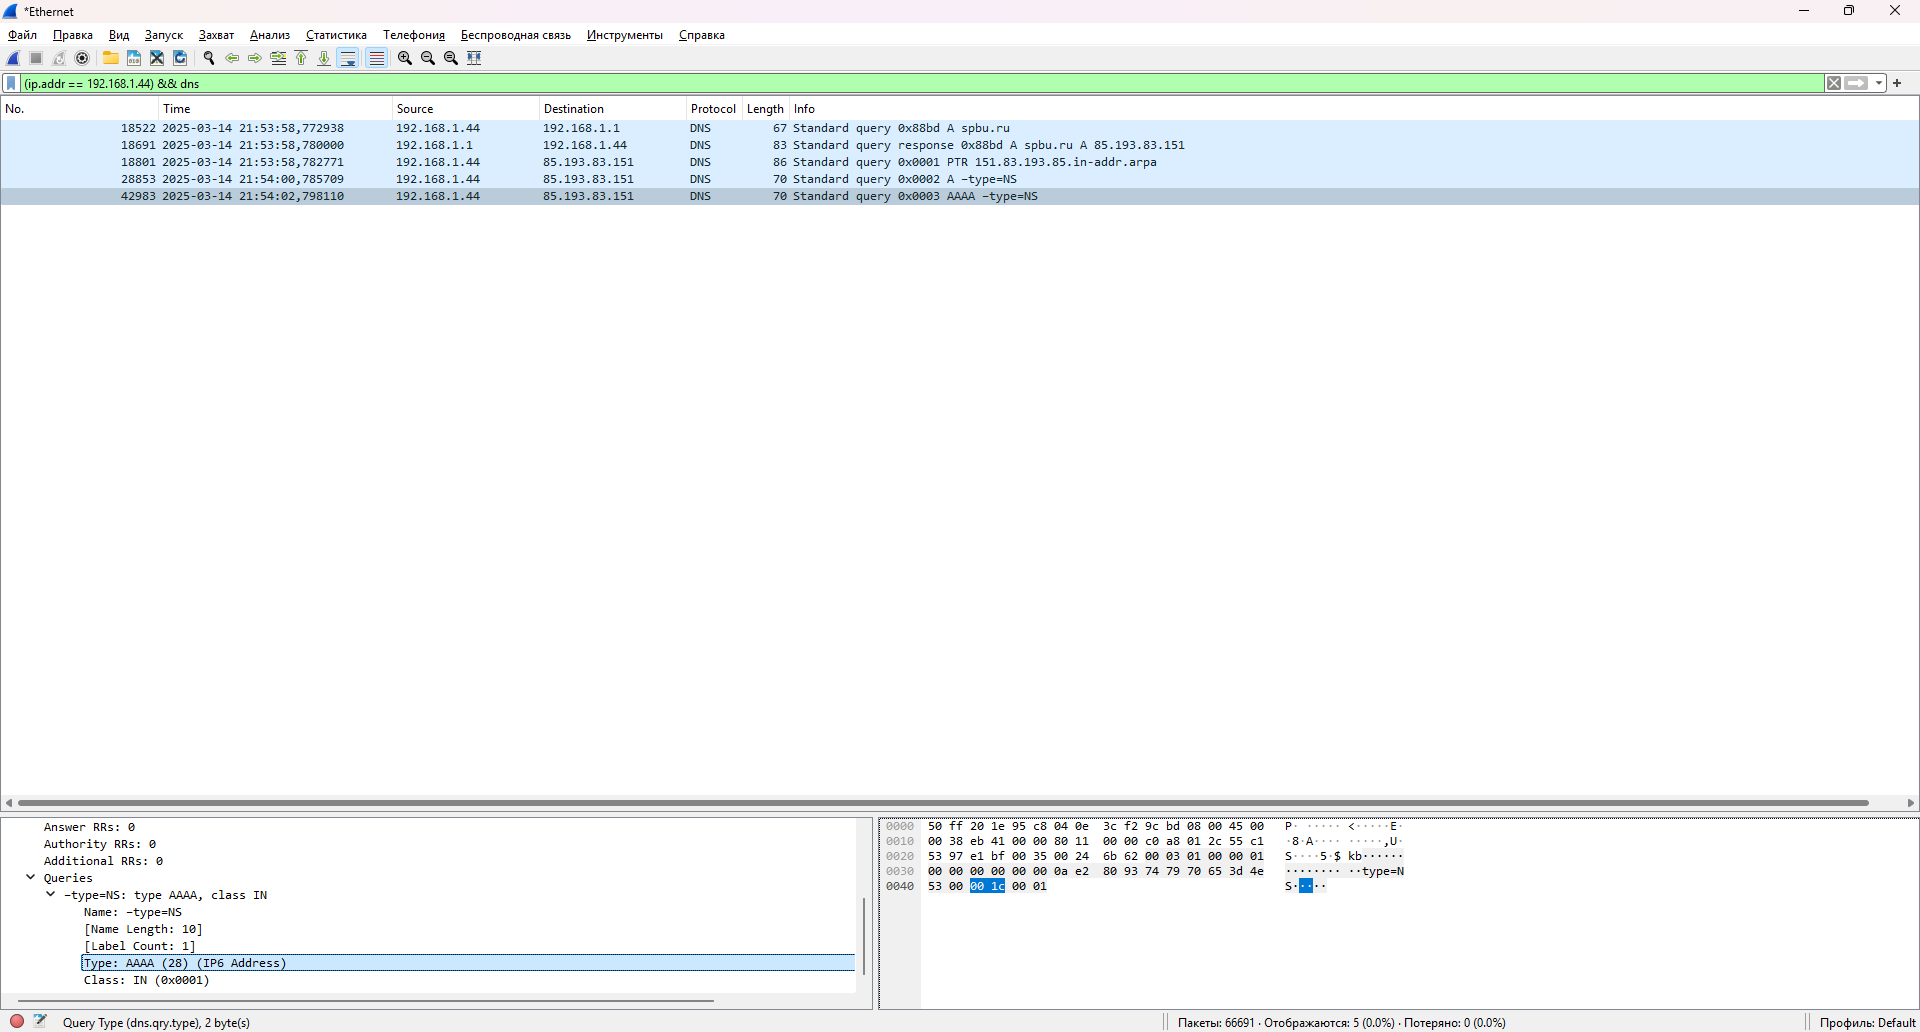 *Ethernet
Файл Правка Вид Запуск Захват Анализ Статистика Телефония Беспроводная связь Инструменты Справка
(ip.addr == 192.168.1.44) && dns
No. Time Source Destination Protocol Length Info
18522 2025-03-14 21:53:58,772938 192.168.1.44 192.168.1.1 DNS 67 Standard query 0x88bd A spbu.ru
18691 2025-03-14 21:53:58,780000 192.168.1.1 192.168.1.44 DNS 83 Standard query response 0x88bd A spbu.ru A 85.193.83.151
18801 2025-03-14 21:53:58,782771 192.168.1.44 85.193.83.151 DNS 86 Standard query 0x0001 PTR 151.83.193.85.in-addr.arpa
28853 2025-03-14 21:54:00,785709 192.168.1.44 85.193.83.151 DNS 70 Standard query 0x0002 A –type=NS
42983 2025-03-14 21:54:02,798110 192.168.1.44 85.193.83.151 DNS 70 Standard query 0x0003 AAAA –type=NS
Answer RRs: 0
Authority RRs: 0
Additional RRs: 0
Queries
–type=NS: type AAAA, class IN
Name: –type=NS
[Name Length: 10]
[Label Count: 1]
Type: AAAA (28) (IP6 Address)
Class: IN (0x0001)
0000 50 ff 20 1e 95 c8 04 0e 3c f2 9c bd 08 00 45 00 P· ····· <·····E·
0010 00 38 eb 41 00 00 80 11 00 00 c0 a8 01 2c 55 c1 ·8·A···· ·····,U·
0020 53 97 e1 bf 00 35 00 24 6b 62 00 03 01 00 00 01 S····5·$ kb······
0030 00 00 00 00 00 00 0a e2 80 93 74 79 70 65 3d 4e ········ ··type=N
0040 53 00 00 1c 00 01 S·····
Query Type (dns.qry.type), 2 byte(s)
Пакеты: 66691 · Отображаются: 5 (0.0%) · Потеряно: 0 (0.0%)
Профиль: Default